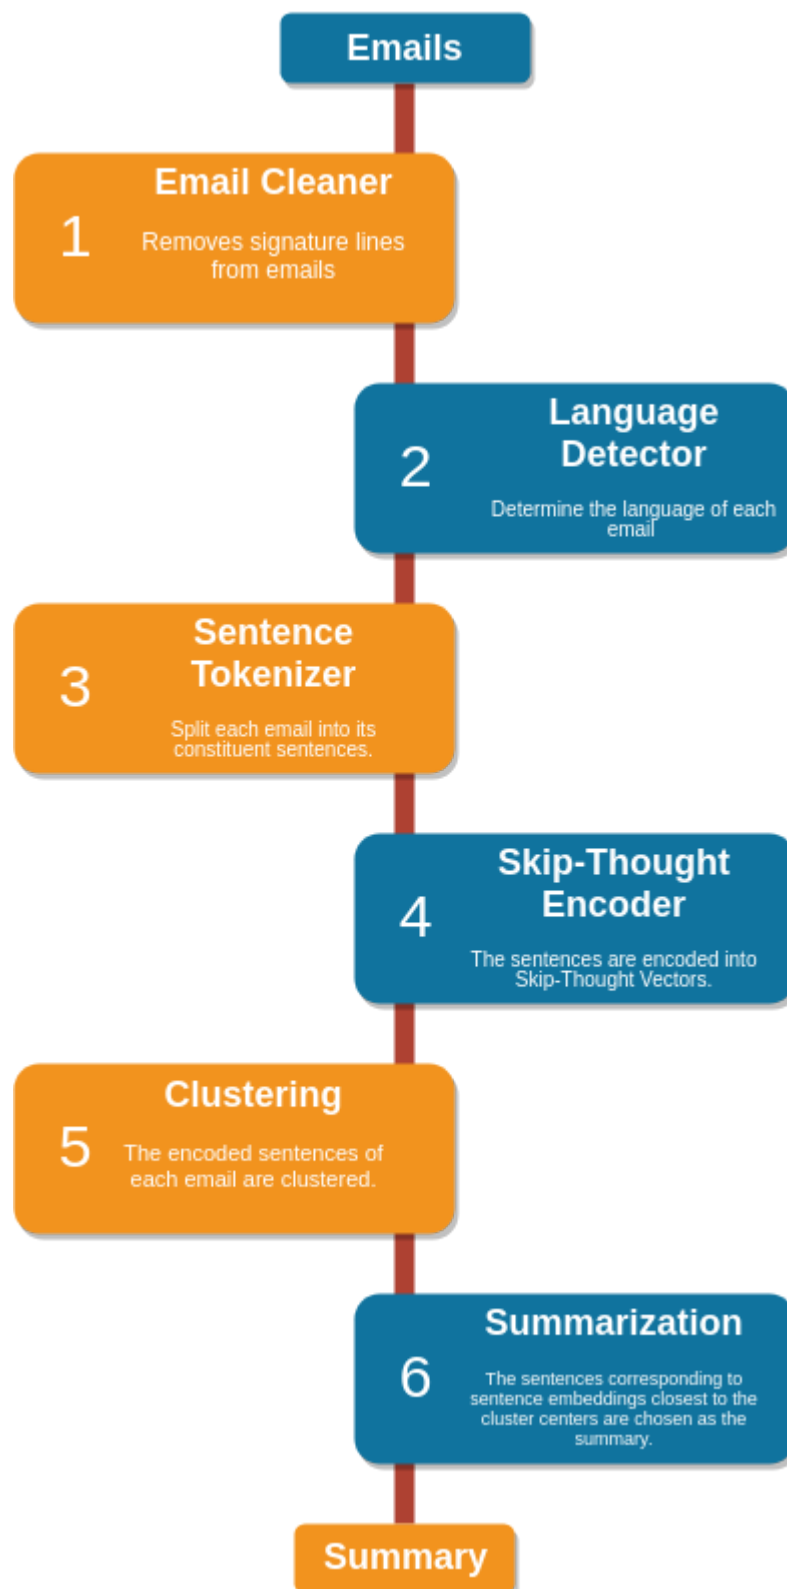 Emails
Email Cleaner
1
Removes signature lines
from emails
Language
Detector
2
Determine the language of each
email
Sentence
Tokenizer
3
Split each email into its
constituent sentences.
Skip-Thought
Encoder
4
The sentences are encoded into
Skip-Thought Vectors.
Clustering
5
The encoded sentences of
each email are clustered.
Summarization
6
The sentences corresponding to
sentence embeddings closest to the
cluster centers are chosen as the
summary.
Summary